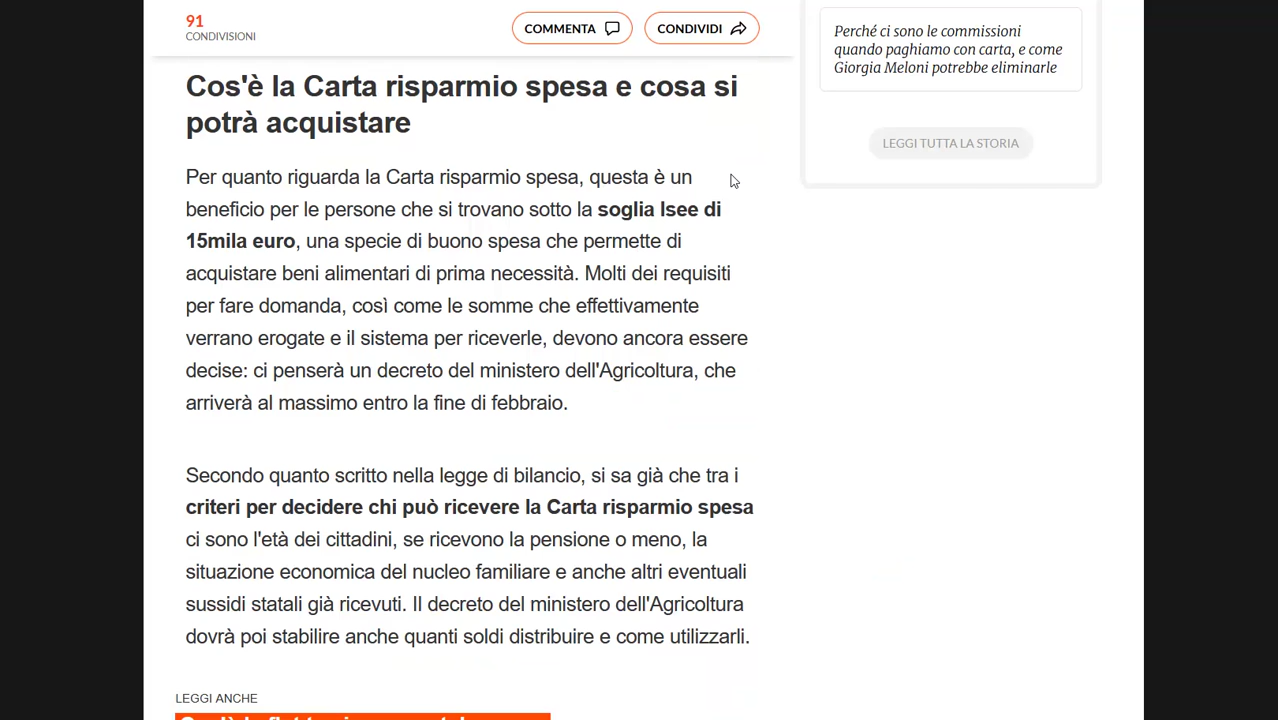 91
CONDIVISIONI
COMMENTA
CONDIVIDI
Perché ci sono le commissioni
quando paghiamo con carta, e come
Giorgia Meloni potrebbe eliminarle
LEGGI TUTTA LA STORIA
Cos'è la Carta risparmio spesa e cosa si
potrà acquistare
Per quanto riguarda la Carta risparmio spesa, questa è un
beneficio per le persone che si trovano sotto la soglia Isee di
15mila euro, una specie di buono spesa che permette di
acquistare beni alimentari di prima necessità. Molti dei requisiti
per fare domanda, così come le somme che effettivamente
verrano erogate e il sistema per riceverle, devono ancora essere
decise: ci penserà un decreto del ministero dell'Agricoltura, che
arriverà al massimo entro la fine di febbraio.
Secondo quanto scritto nella legge di bilancio, si sa già che tra i
criteri per decidere chi può ricevere la Carta risparmio spesa
ci sono l'età dei cittadini, se ricevono la pensione o meno, la
situazione economica del nucleo familiare e anche altri eventuali
sussidi statali già ricevuti. Il decreto del ministero dell'Agricoltura
dovrà poi stabilire anche quanti soldi distribuire e come utilizzarli.
LEGGI ANCHE